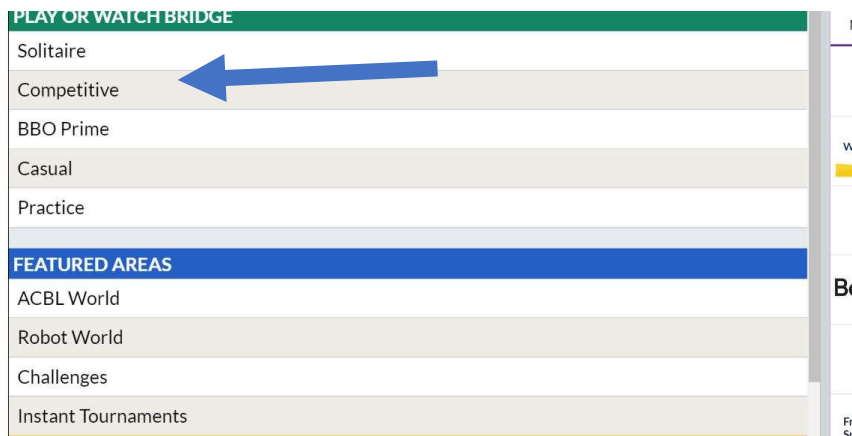 PLAY OR WATCH BRIDGE
Solitaire
Competitive
BBO Prime
Casual
Practice
FEATURED AREAS
ACBL World
Robot World
Challenges
Instant Tournaments